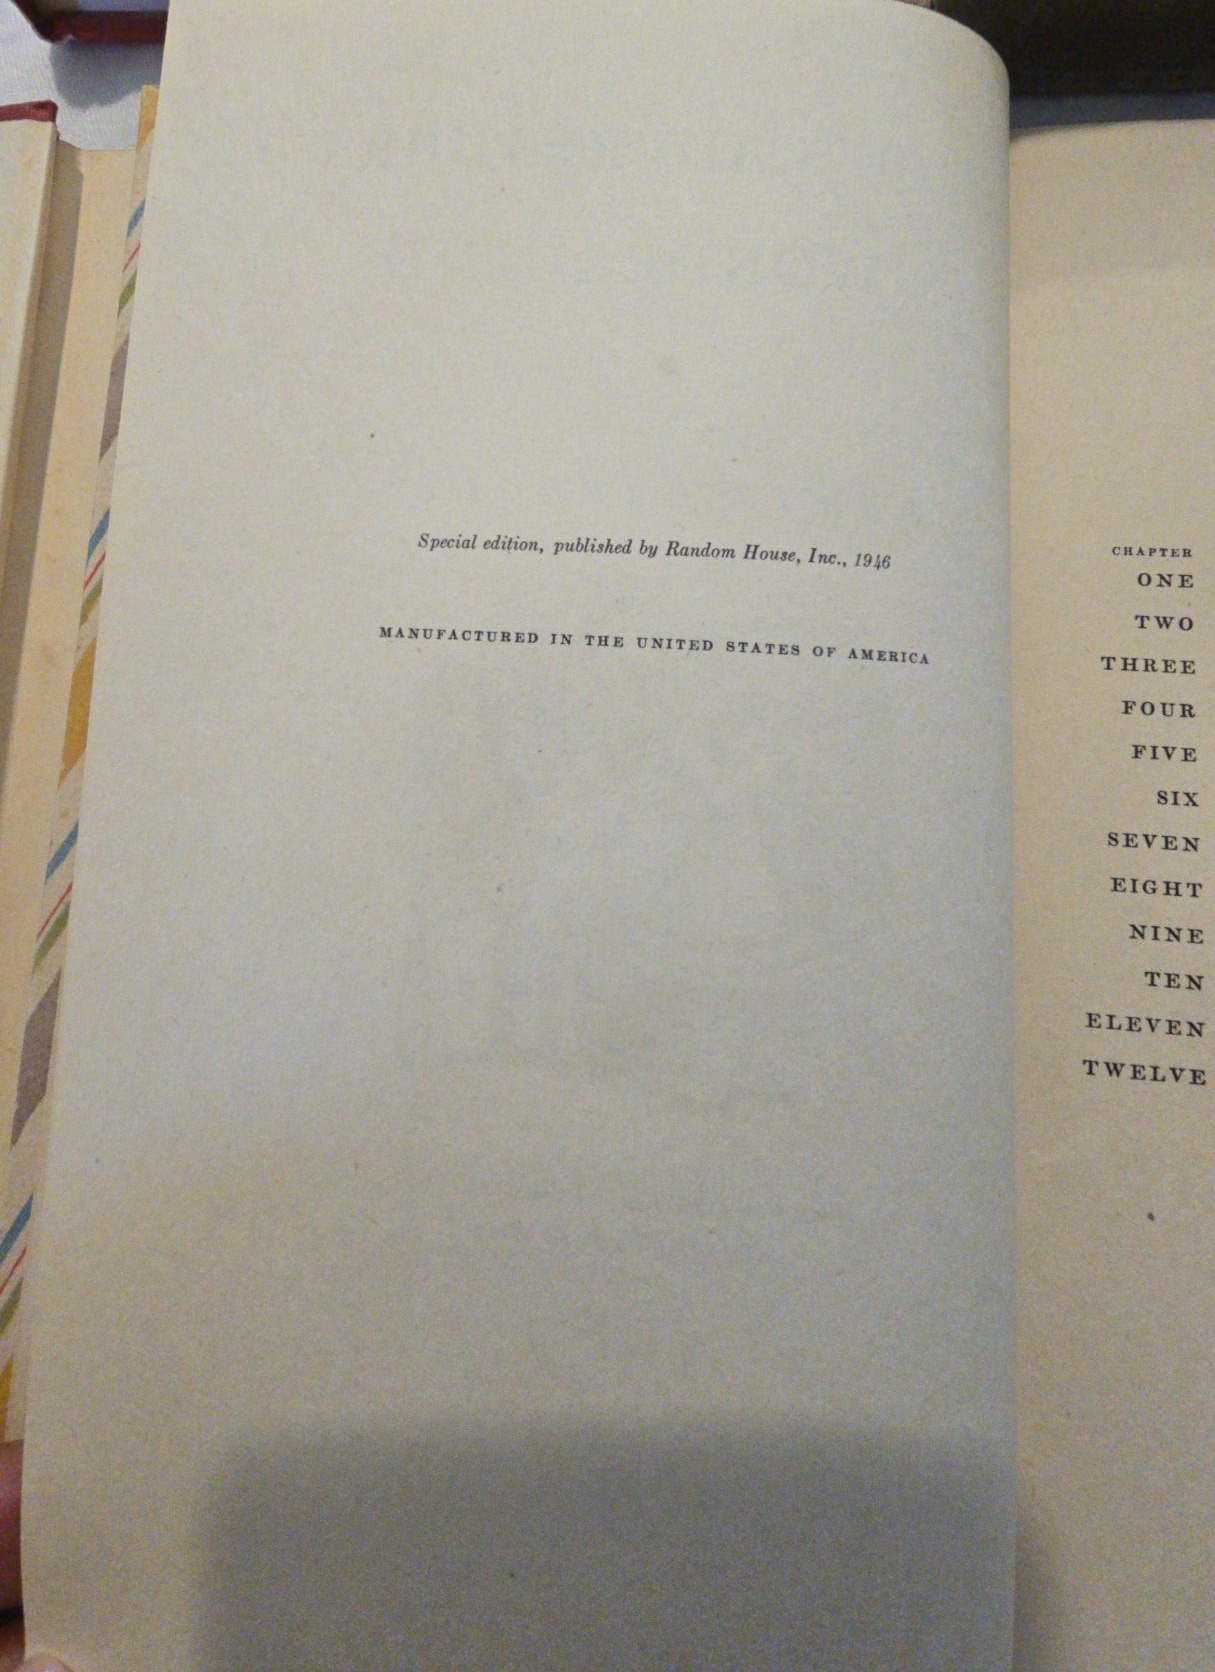 Special edition, published by Random House, Inc., 1946
MANUFACTURED IN THE UNITED STATES OF AMERICA
CHAPTER
ONE
TWO
THREE
FOUR
FIVE
SIX
SEVEN
EIGHT
NINE
TEN
ELEVEN
TWELVE